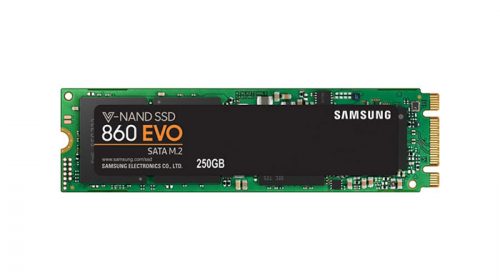 V-NAND SSD
860 EVO
SATA M.2
www.samsung.com/ssd
SAMSUNG ELECTRONICS CO., LTD.
250GB
SAMSUNG